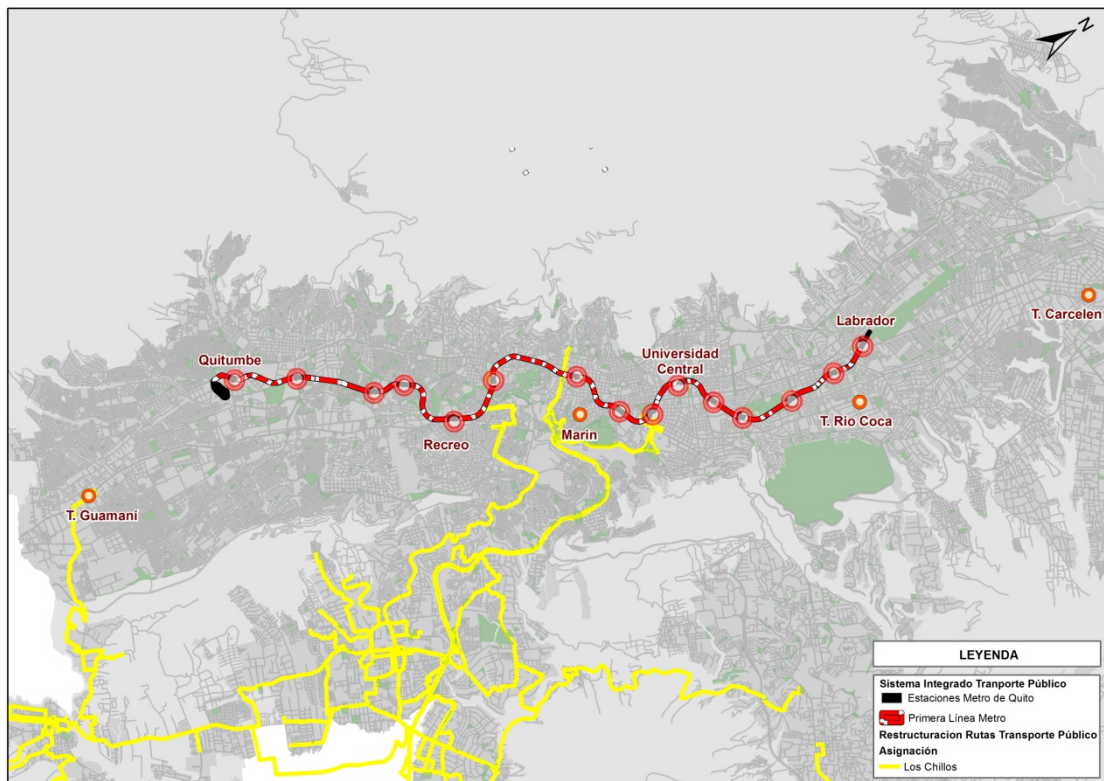 N
T. Carcelen
Labrador
Universidad
Central
Quitumbe
T. Rio Coca
Marin
Recreo
T. Guamaní
LEYENDA
Sistema Integrado Tranporte Público
Estaciones Metro de Quito
Primera Línea Metro
Restructuracion Rutas Transporte Público
Asignación
Los Chillos